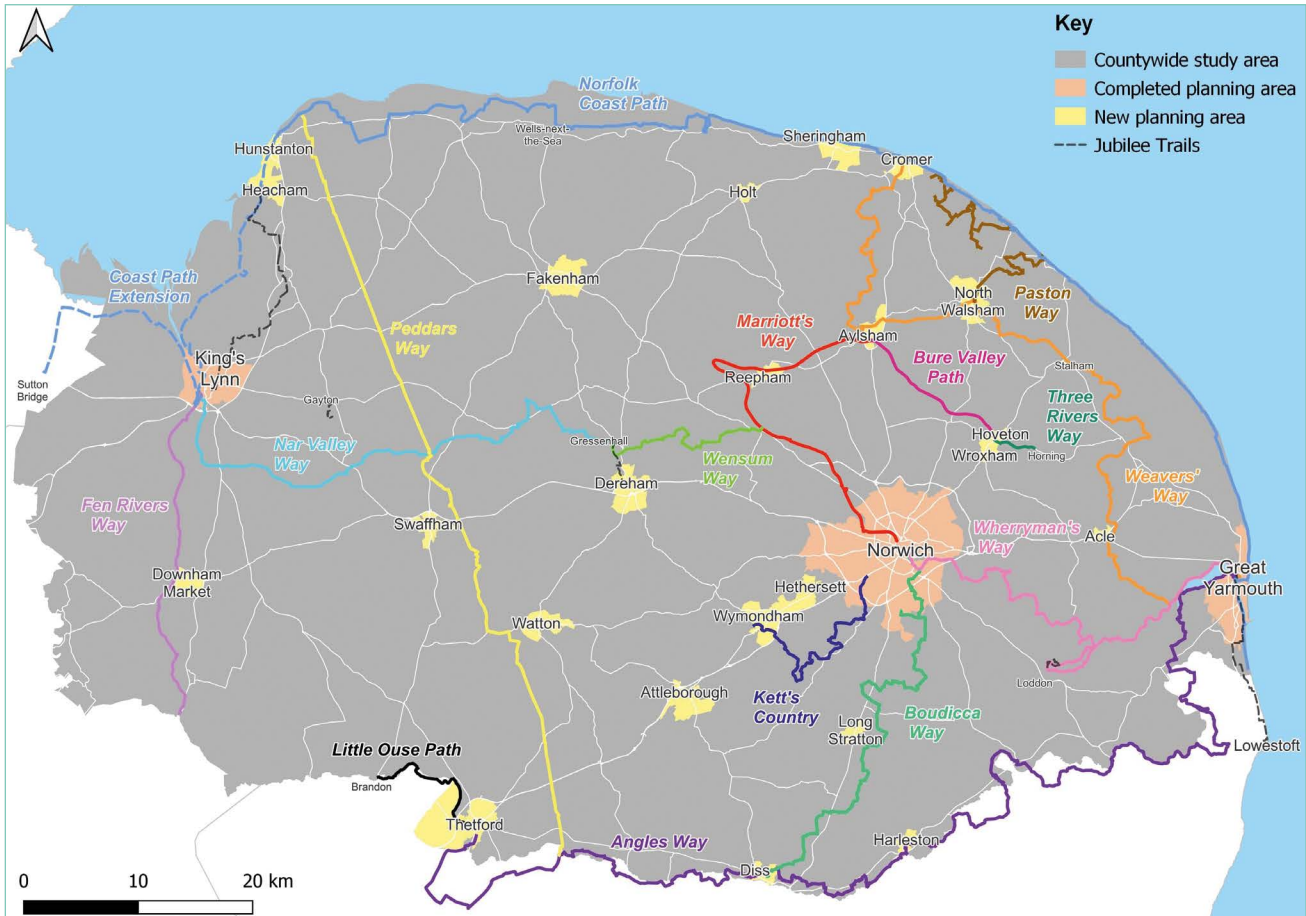 Key
Countywide study area
Completed planning area
New planning area
Jubilee Trails
Norfolk
Coast Path
Wells-next-
the-Sea
Sheringham
Cromer
Hunstanton
Heacham
Holt
Coast Path
Extension
Fakenham
North
Walsham
Paston
Way
Peddars
Way
Marriott's
Way
Aylsham
King's
Lynn
Bure Valley
Path
Stalham
Reepham
Sutton
Bridge
Gayton
Three
Rivers
Way
Nar Valley
Way
Gressenhall
Hoveton
Wroxham
Horning
Wensum
Way
Weavers'
Way
Dereham
Fen Rivers
Way
Swaffham
Wherryman's
Way
Acle
Norwich
Downham
Market
Hethersett
Great
Yarmouth
Watton
Wymondham
Loddon
Attleborough
Kett's
Country
Boudicca
Way
Long
Stratton
Little Ouse Path
Lowestoft
Brandon
Thetford
Angles Way
Harleston
Diss
0 10 20 km